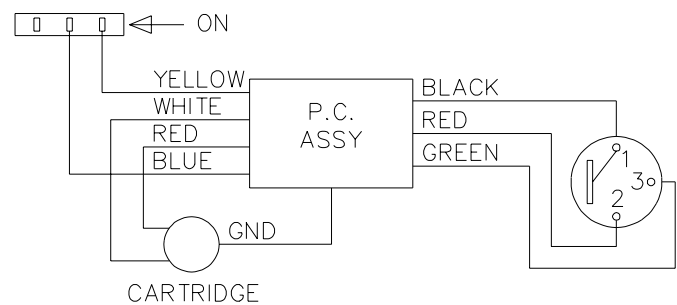 ON
YELLOW
WHITE
RED
BLUE
P.C.
ASSY
BLACK
RED
GREEN
1
3
2
GND
CARTRIDGE